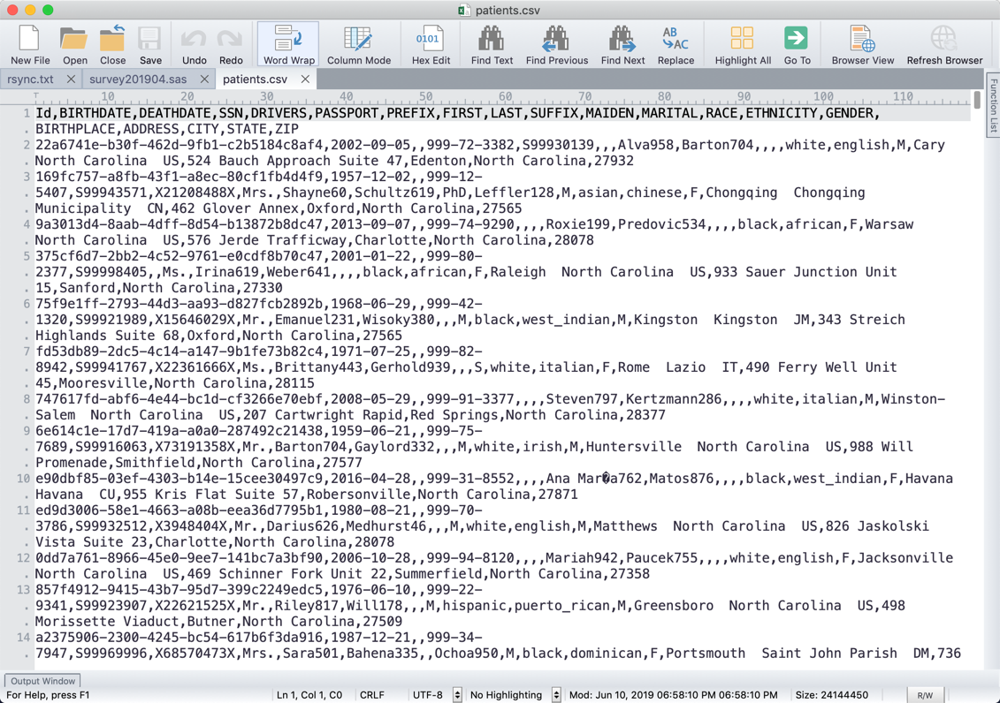 patients.csv
New File Open Close Save Undo Redo Word Wrap Column Mode 0101 Hex Edit Find Text Find Previous Find Next AB AC Replace Highlight All Go To Browser View Refresh Browser
rsync.txt survey201904.sas patients.csv
10 20 30 40 50 60 70 80 90 100 110
Function List
1 Id,BIRTHDATE,DEATHDATE,SSN,DRIVERS,PASSPORT,PREFIX,FIRST,LAST,SUFFIX,MAIDEN,MARITAL,RACE,ETHNICITY,GENDER,
BIRTHPLACE,ADDRESS,CITY,STATE,ZIP
2 22a6741e-b30f-462d-9fb1-c2b5184c8af4,2002-09-05,,999-72-3382,S99930139,,,Alva958,Barton704,,,,white,english,M,Cary
North Carolina  US,524 Bauch Approach Suite 47,Edenton,North Carolina,27932
3 169fc757-a8fb-43f1-a8ec-80cf1fb4d4f9,1957-12-02,,999-12-
5407,S99943571,X21208488X,Mrs.,Shayne60,Schultz619,PhD,Leffler128,M,asian,chinese,F,Chongqing  Chongqing
Municipality  CN,462 Glover Annex,Oxford,North Carolina,27565
4 9a3013d4-8aab-4dff-8d54-b13872b8dc47,2013-09-07,,999-74-9290,,,,Roxie199,Predovic534,,,,black,african,F,Warsaw
North Carolina  US,576 Jerde Trafficway,Charlotte,North Carolina,28078
5 375cf6d7-2bb2-4c52-9761-e0cdf8b70c47,2001-01-22,,999-80-
2377,S99998405,,Ms.,Irina619,Weber641,,,,black,african,F,Raleigh  North Carolina  US,933 Sauer Junction Unit
15,Sanford,North Carolina,27330
6 75f9e1ff-2793-44d3-aa93-d827fcb2892b,1968-06-29,,999-42-
1320,S99921989,X15646029X,Mr.,Emanuel231,Wisoky380,,,M,black,west_indian,M,Kingston  Kingston  JM,343 Streich
Highlands Suite 68,Oxford,North Carolina,27565
7 fd53db89-2dc5-4c14-a147-9b1fe73b82c4,1971-07-25,,999-82-
8942,S99941767,X22361666X,Ms.,Brittany443,Gerhold939,,,S,white,italian,F,Rome  Lazio  IT,490 Ferry Well Unit
45,Mooresville,North Carolina,28115
8 747617fd-abf6-4e44-bc1d-cf3266e70ebf,2008-05-29,,999-91-3377,,,,Steven797,Kertzmann286,,,,white,italian,M,Winston-
Salem  North Carolina  US,207 Cartwright Rapid,Red Springs,North Carolina,28377
9 6e614c1e-17d7-419a-a0a0-287492c21438,1959-06-21,,999-75-
7689,S99916063,X73191358X,Mr.,Barton704,Gaylord332,,,M,white,irish,M,Huntersville  North Carolina  US,988 Will
Promenade,Smithfield,North Carolina,27577
10 e90dbf85-03ef-4303-b14e-15cee30497c9,2016-04-28,,999-31-8552,,,,Ana Mar�a762,Matos876,,,,black,west_indian,F,Havana
Havana  CU,955 Kris Flat Suite 57,Robersonville,North Carolina,27871
11 ed9d3006-58e1-4663-a08b-eea36d7795b1,1980-08-21,,999-70-
3786,S99932512,X3948404X,Mr.,Darius626,Medhurst46,,,M,white,english,M,Matthews  North Carolina  US,826 Jaskolski
Vista Suite 23,Charlotte,North Carolina,28078
12 0dd7a761-8966-45e0-9ee7-141bc7a3bf90,2006-10-28,,999-94-8120,,,,Mariah942,Paucek755,,,,white,english,F,Jacksonville
North Carolina  US,469 Schinner Fork Unit 22,Summerfield,North Carolina,27358
13 857f4912-9415-43b7-95d7-399c2249edc5,1976-06-10,,999-22-
9341,S99923907,X22621525X,Mr.,Riley817,Will178,,,M,hispanic,puerto_rican,M,Greensboro  North Carolina  US,498
Morissette Viaduct,Butner,North Carolina,27509
14 a2375906-2300-4245-bc54-617b6f3da916,1987-12-21,,999-34-
7947,S99969996,X68570473X,Mrs.,Sara501,Bahena335,,Ochoa950,M,black,dominican,F,Portsmouth  Saint John Parish  DM,736
Output Window
For Help, press F1 Ln 1, Col 1, C0 CRLF UTF-8 No Highlighting Mod: Jun 10, 2019 06:58:10 PM 06:58:10 PM Size: 24144450 R/W